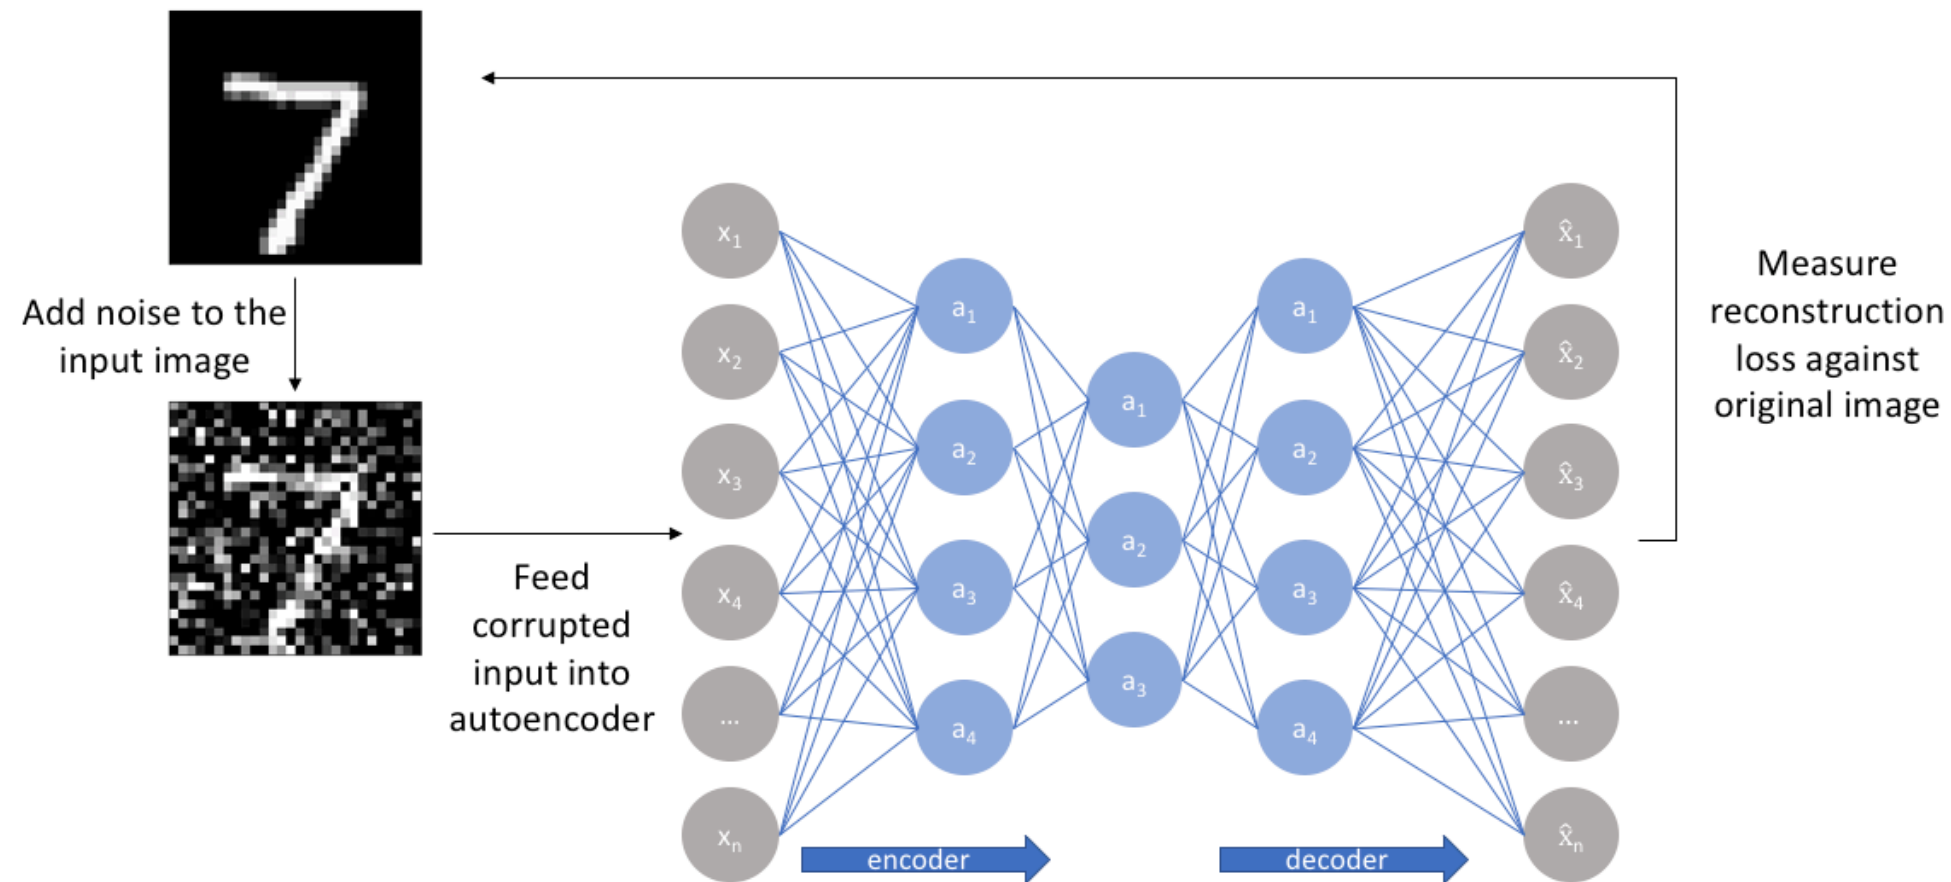 Add noise to the
input image
Feed
corrupted
input into
autoencoder
x₁
x₂
x₃
x₄
...
xₙ
a₁
a₂
a₃
a₄
a₁
a₂
a₃
a₁
a₂
a₃
a₄
x̂₁
x̂₂
x̂₃
x̂₄
...
x̂ₙ
encoder
decoder
Measure
reconstruction
loss against
original image